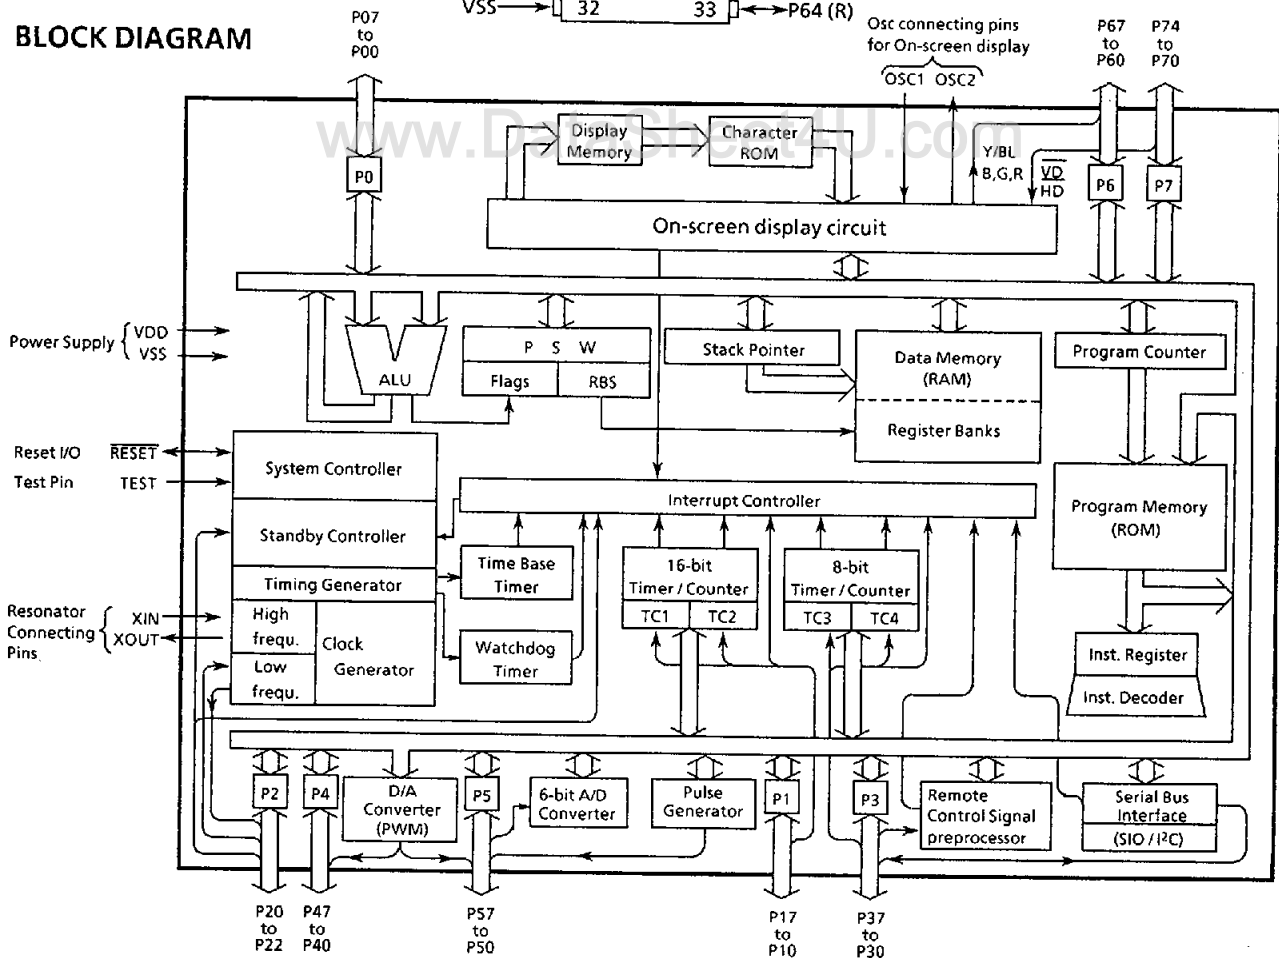 VSS 32 33 P64 (R)
BLOCK DIAGRAM
P07
to
P00
Osc connecting pins
for On-screen display
OSC1 OSC2
P67
to
P60
P74
to
P70
www.DataSheet4U.com
Display
Memory
Character
ROM
Y/BL
B,G,R
VD
HD
P0
P6
P7
On-screen display circuit
Power Supply { VDD
VSS
ALU
P S W
Flags
RBS
Stack Pointer
Data Memory
(RAM)
Register Banks
Program Counter
Reset I/O RESET
Test Pin TEST
System Controller
Interrupt Controller
Program Memory
(ROM)
Standby Controller
Time Base
Timer
16-bit
Timer / Counter
TC1
TC2
8-bit
Timer / Counter
TC3
TC4
Timing Generator
Resonator
Connecting
Pins
XIN
XOUT
High
frequ.
Low
frequ.
Clock
Generator
Watchdog
Timer
Inst. Register
Inst. Decoder
P2
P4
D/A
Converter
(PWM)
P5
6-bit A/D
Converter
Pulse
Generator
P1
P3
Remote
Control Signal
preprocessor
Serial Bus
Interface
(SIO / I²C)
P20
to
P22
P47
to
P40
P57
to
P50
P17
to
P10
P37
to
P30